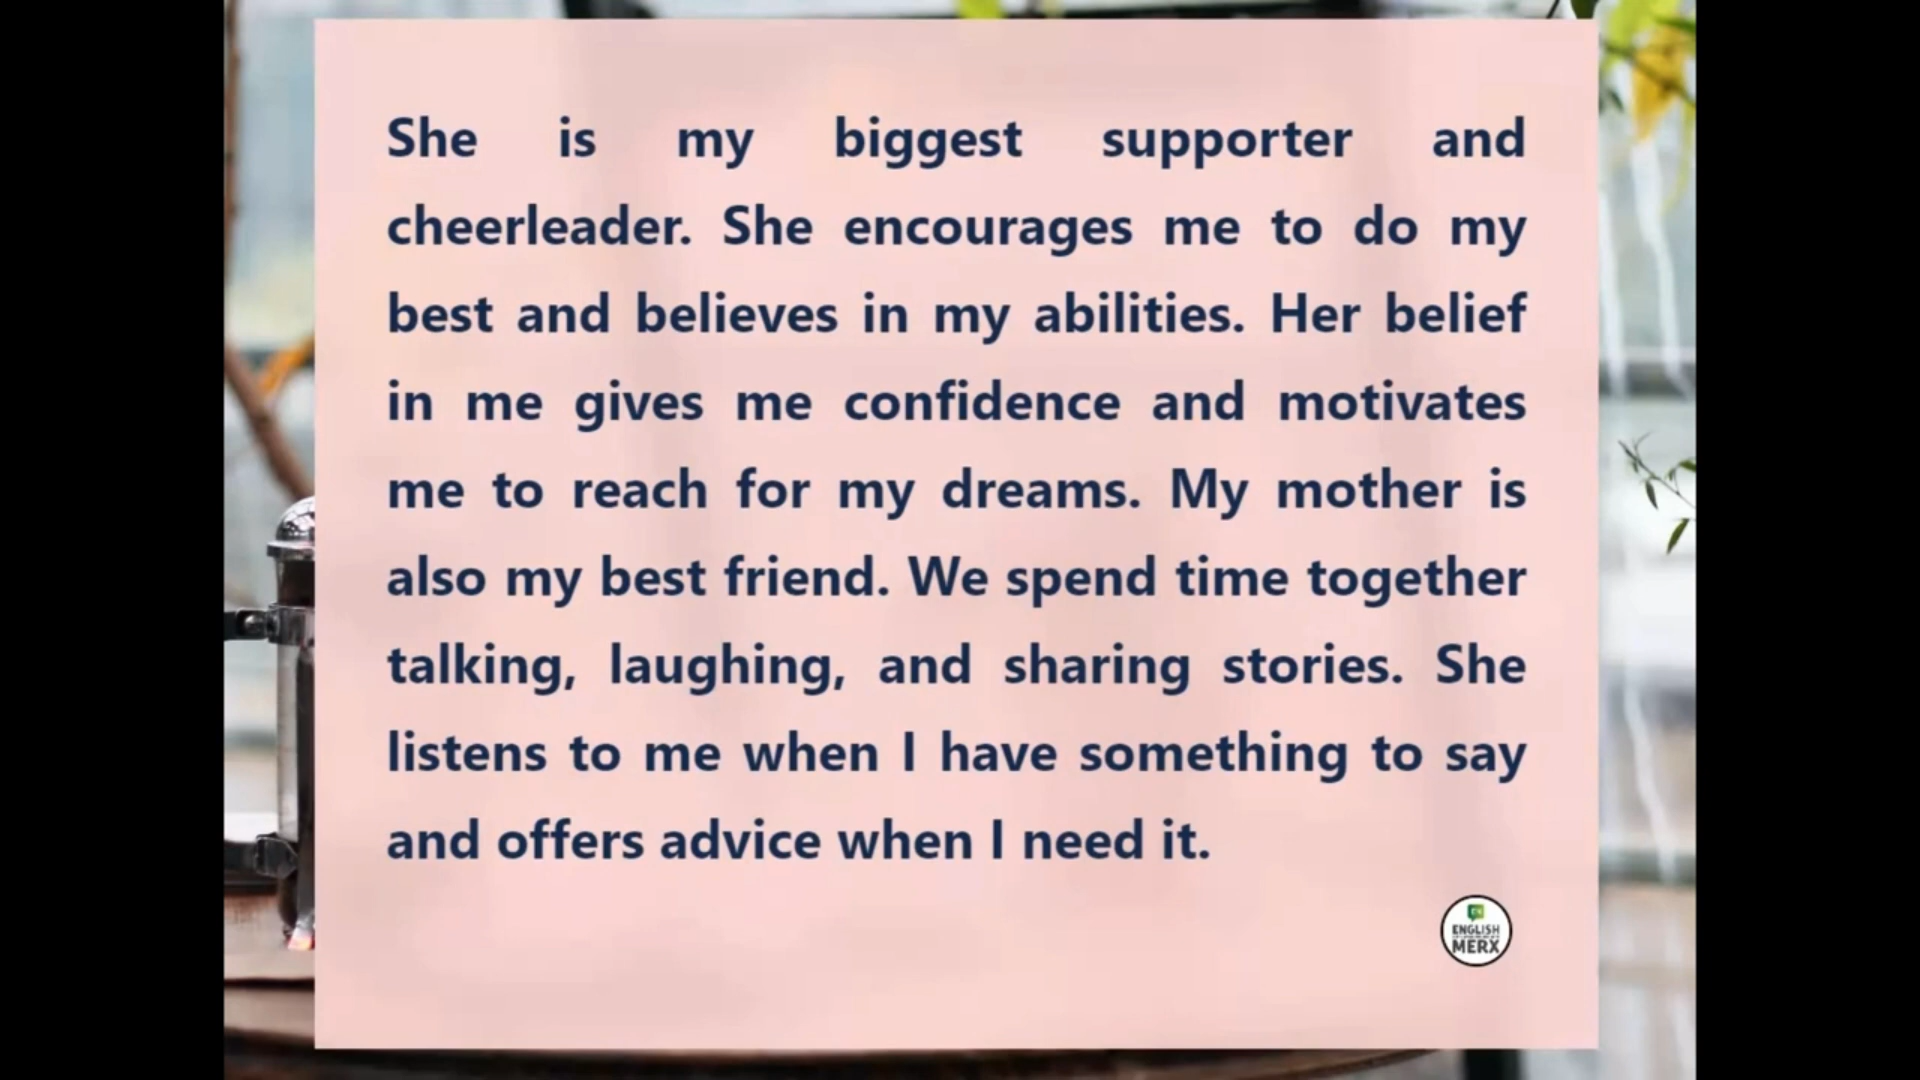 She is my biggest supporter and
cheerleader. She encourages me to do my
best and believes in my abilities. Her belief
in me gives me confidence and motivates
me to reach for my dreams. My mother is
also my best friend. We spend time together
talking, laughing, and sharing stories. She
listens to me when I have something to say
and offers advice when I need it.
ENGLISH
MERX